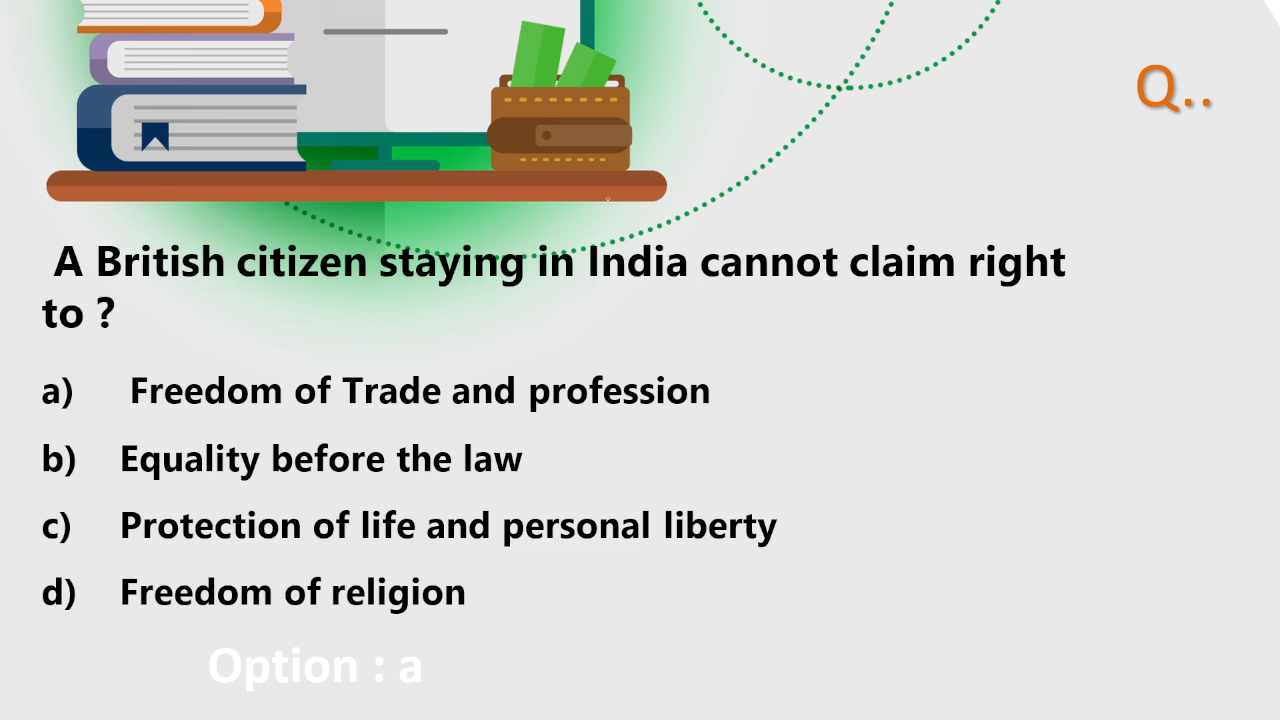 Q..
A British citizen staying in India cannot claim right
to ?
a) Freedom of Trade and profession
b) Equality before the law
c) Protection of life and personal liberty
d) Freedom of religion
Option : a